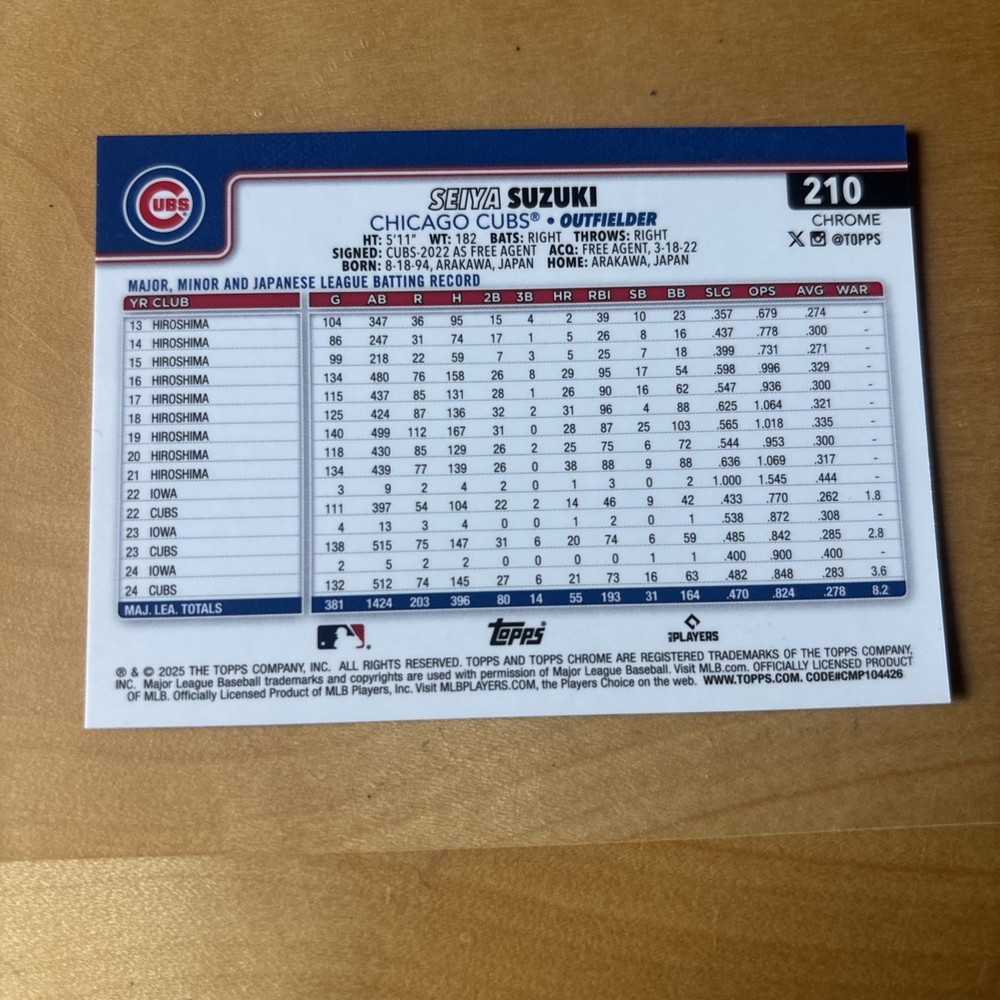 CUBS
SEIYA SUZUKI
210
CHICAGO CUBS® • OUTFIELDER
CHROME
HT: 5'11" WT: 182 BATS: RIGHT THROWS: RIGHT
X @TOPPS
SIGNED: CUBS-2022 AS FREE AGENT ACQ: FREE AGENT, 3-18-22
BORN: 8-18-94, ARAKAWA, JAPAN HOME: ARAKAWA, JAPAN
MAJOR, MINOR AND JAPANESE LEAGUE BATTING RECORD
YR CLUB G AB R H 2B 3B HR RBI SB BB SLG OPS AVG WAR
13 HIROSHIMA 104 347 36 95 15 4 2 39 10 23 .357 .679 .274 -
14 HIROSHIMA 86 247 31 74 17 1 5 26 8 16 .437 .778 .300 -
15 HIROSHIMA 99 218 22 59 7 3 5 25 7 18 .399 .731 .271 -
16 HIROSHIMA 134 480 76 158 26 8 29 95 17 54 .598 .996 .329 -
17 HIROSHIMA 115 437 85 131 28 1 26 90 16 62 .547 .936 .300 -
18 HIROSHIMA 125 424 87 136 32 2 31 96 4 88 .625 1.064 .321 -
19 HIROSHIMA 140 499 112 167 31 0 28 87 25 103 .565 1.018 .335 -
20 HIROSHIMA 118 430 85 129 26 2 25 75 6 72 .544 .953 .300 -
21 HIROSHIMA 134 439 77 139 26 0 38 88 9 88 .636 1.069 .317 -
22 IOWA 3 9 2 4 2 0 1 3 0 2 1.000 1.545 .444 -
22 CUBS 111 397 54 104 22 2 14 46 9 42 .433 .770 .262 1.8
23 IOWA 4 13 3 4 0 0 1 2 0 1 .538 .872 .308 -
23 CUBS 138 515 75 147 31 6 20 74 6 59 .485 .842 .285 2.8
24 IOWA 2 5 2 2 0 0 0 0 1 1 .400 .900 .400 -
24 CUBS 132 512 74 145 27 6 21 73 16 63 .482 .848 .283 3.6
MAJ. LEA. TOTALS 381 1424 203 396 80 14 55 193 31 164 .470 .824 .278 8.2
Topps
MLB PLAYERS
® & © 2025 THE TOPPS COMPANY, INC. ALL RIGHTS RESERVED. TOPPS AND TOPPS CHROME ARE REGISTERED TRADEMARKS OF THE TOPPS COMPANY,
INC. Major League Baseball trademarks and copyrights are used with permission of Major League Baseball. Visit MLB.com. OFFICIALLY LICENSED PRODUCT
OF MLB. Officially Licensed Product of MLB Players, Inc. Visit MLBPLAYERS.COM, the Players Choice on the web. WWW.TOPPS.COM. CODE#CMP104426